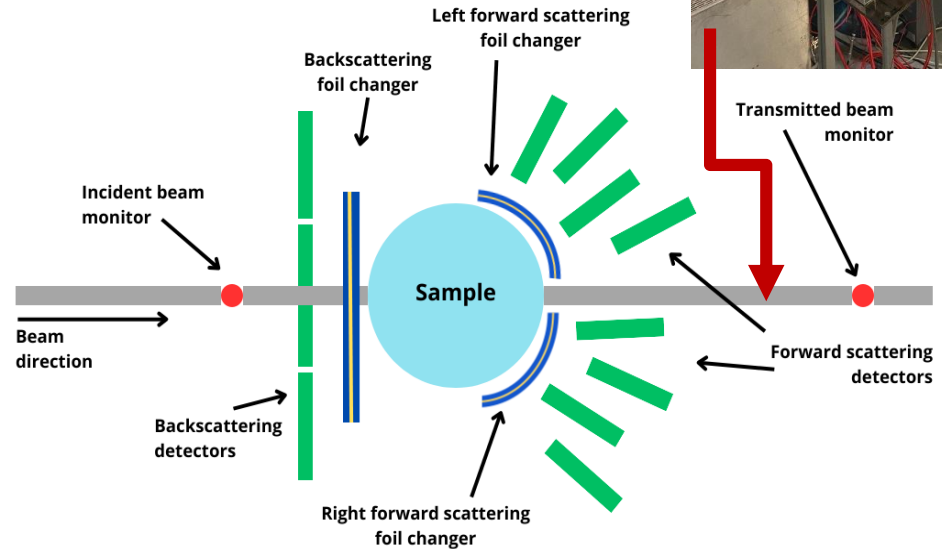 Left forward scattering
foil changer
Backscattering
foil changer
Transmitted beam
monitor
Incident beam
monitor
Sample
Beam
direction
Forward scattering
detectors
Backscattering
detectors
Right forward scattering
foil changer